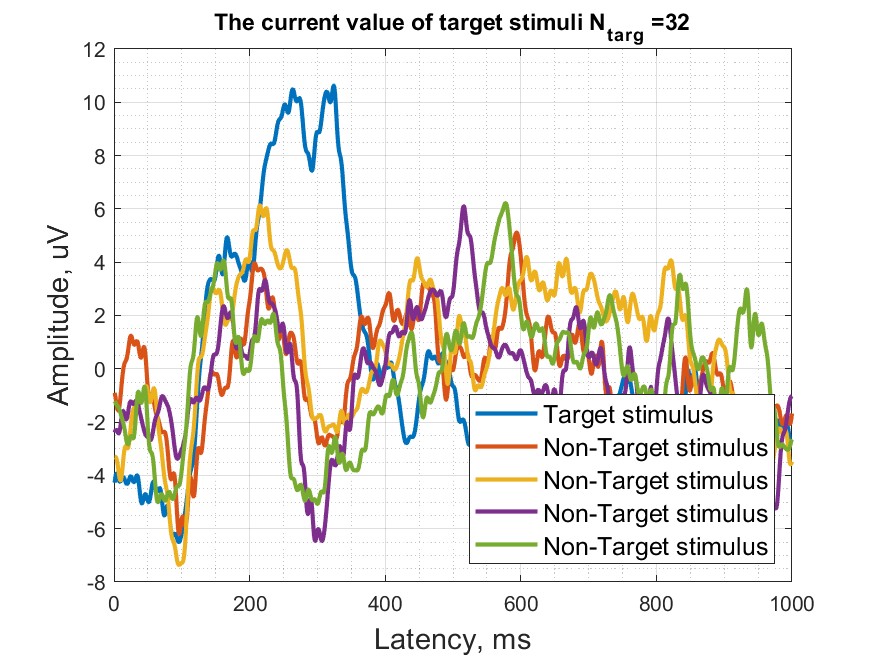 The current value of target stimuli N_targ =32
12
10
8
6
4
2
0
-2
-4
-6
-8
Amplitude, uV
Target stimulus
Non-Target stimulus
Non-Target stimulus
Non-Target stimulus
Non-Target stimulus
0 200 400 600 800 1000
Latency, ms